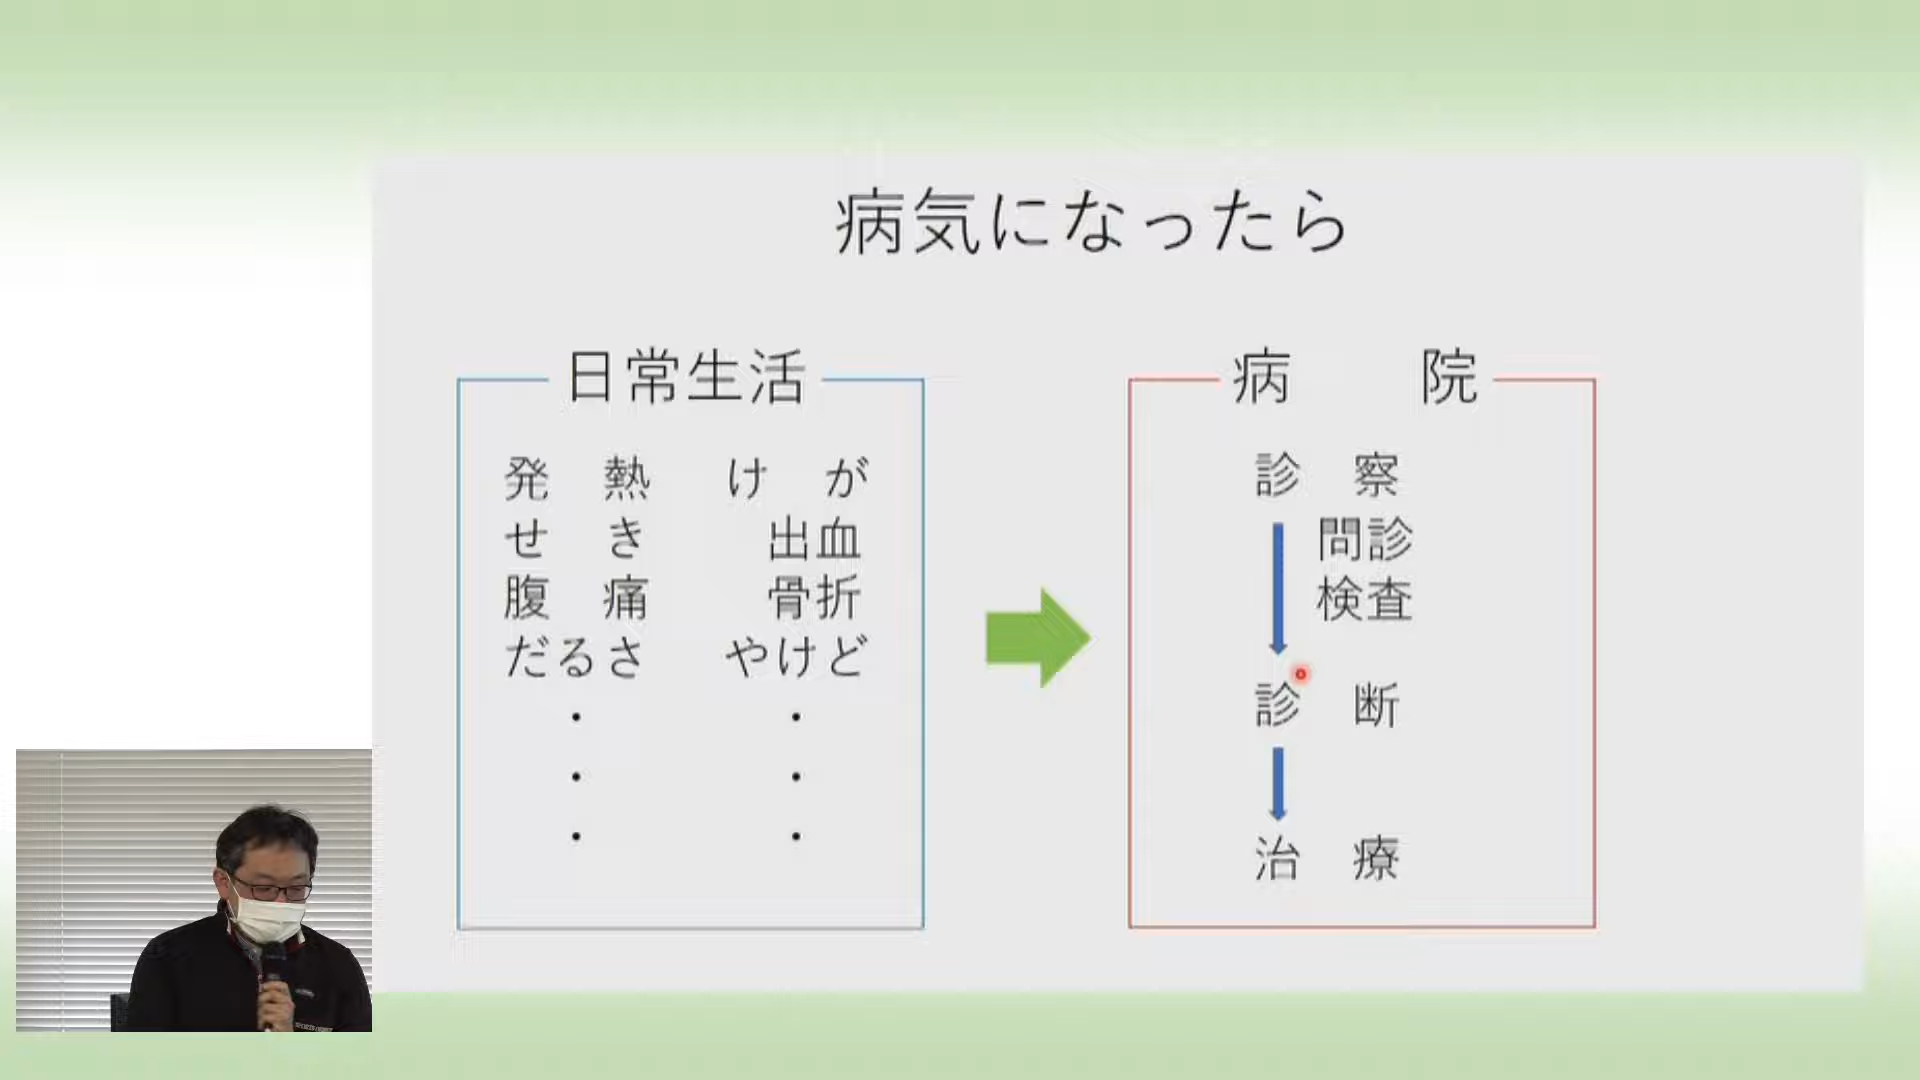 病気になったら
日常生活
発 熱 け が
せ き 出血
腹 痛 骨折
だるさ やけど
・ ・
・ ・
・ ・
病 院
診 察
問診
検査
診 断
治 療